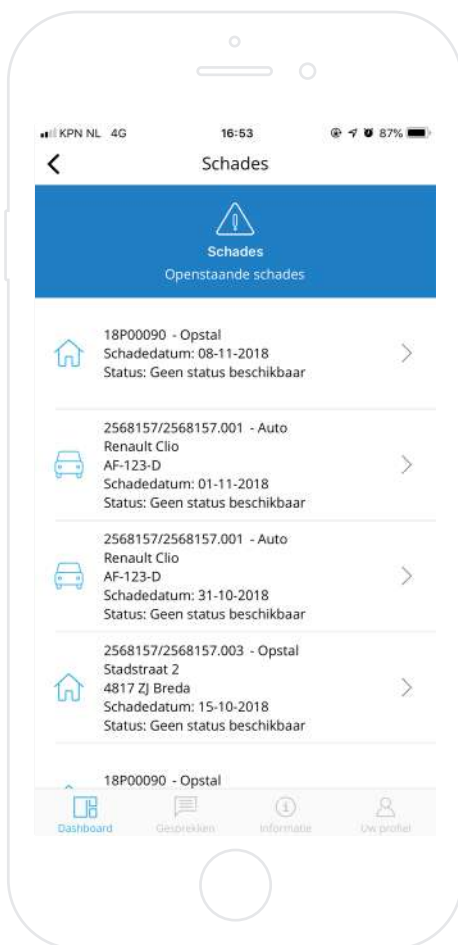 KPN NL 4G 16:53 87%
Schades
Schades
Openstaande schades
18P00090 - Opstal
Schadedatum: 08-11-2018
Status: Geen status beschikbaar
2568157/2568157.001 - Auto
Renault Clio
AF-123-D
Schadedatum: 01-11-2018
Status: Geen status beschikbaar
2568157/2568157.001 - Auto
Renault Clio
AF-123-D
Schadedatum: 31-10-2018
Status: Geen status beschikbaar
2568157/2568157.003 - Opstal
Stadstraat 2
4817 ZJ Breda
Schadedatum: 15-10-2018
Status: Geen status beschikbaar
18P00090 - Opstal
Dashboard Gesprekken Informatie Uw profiel